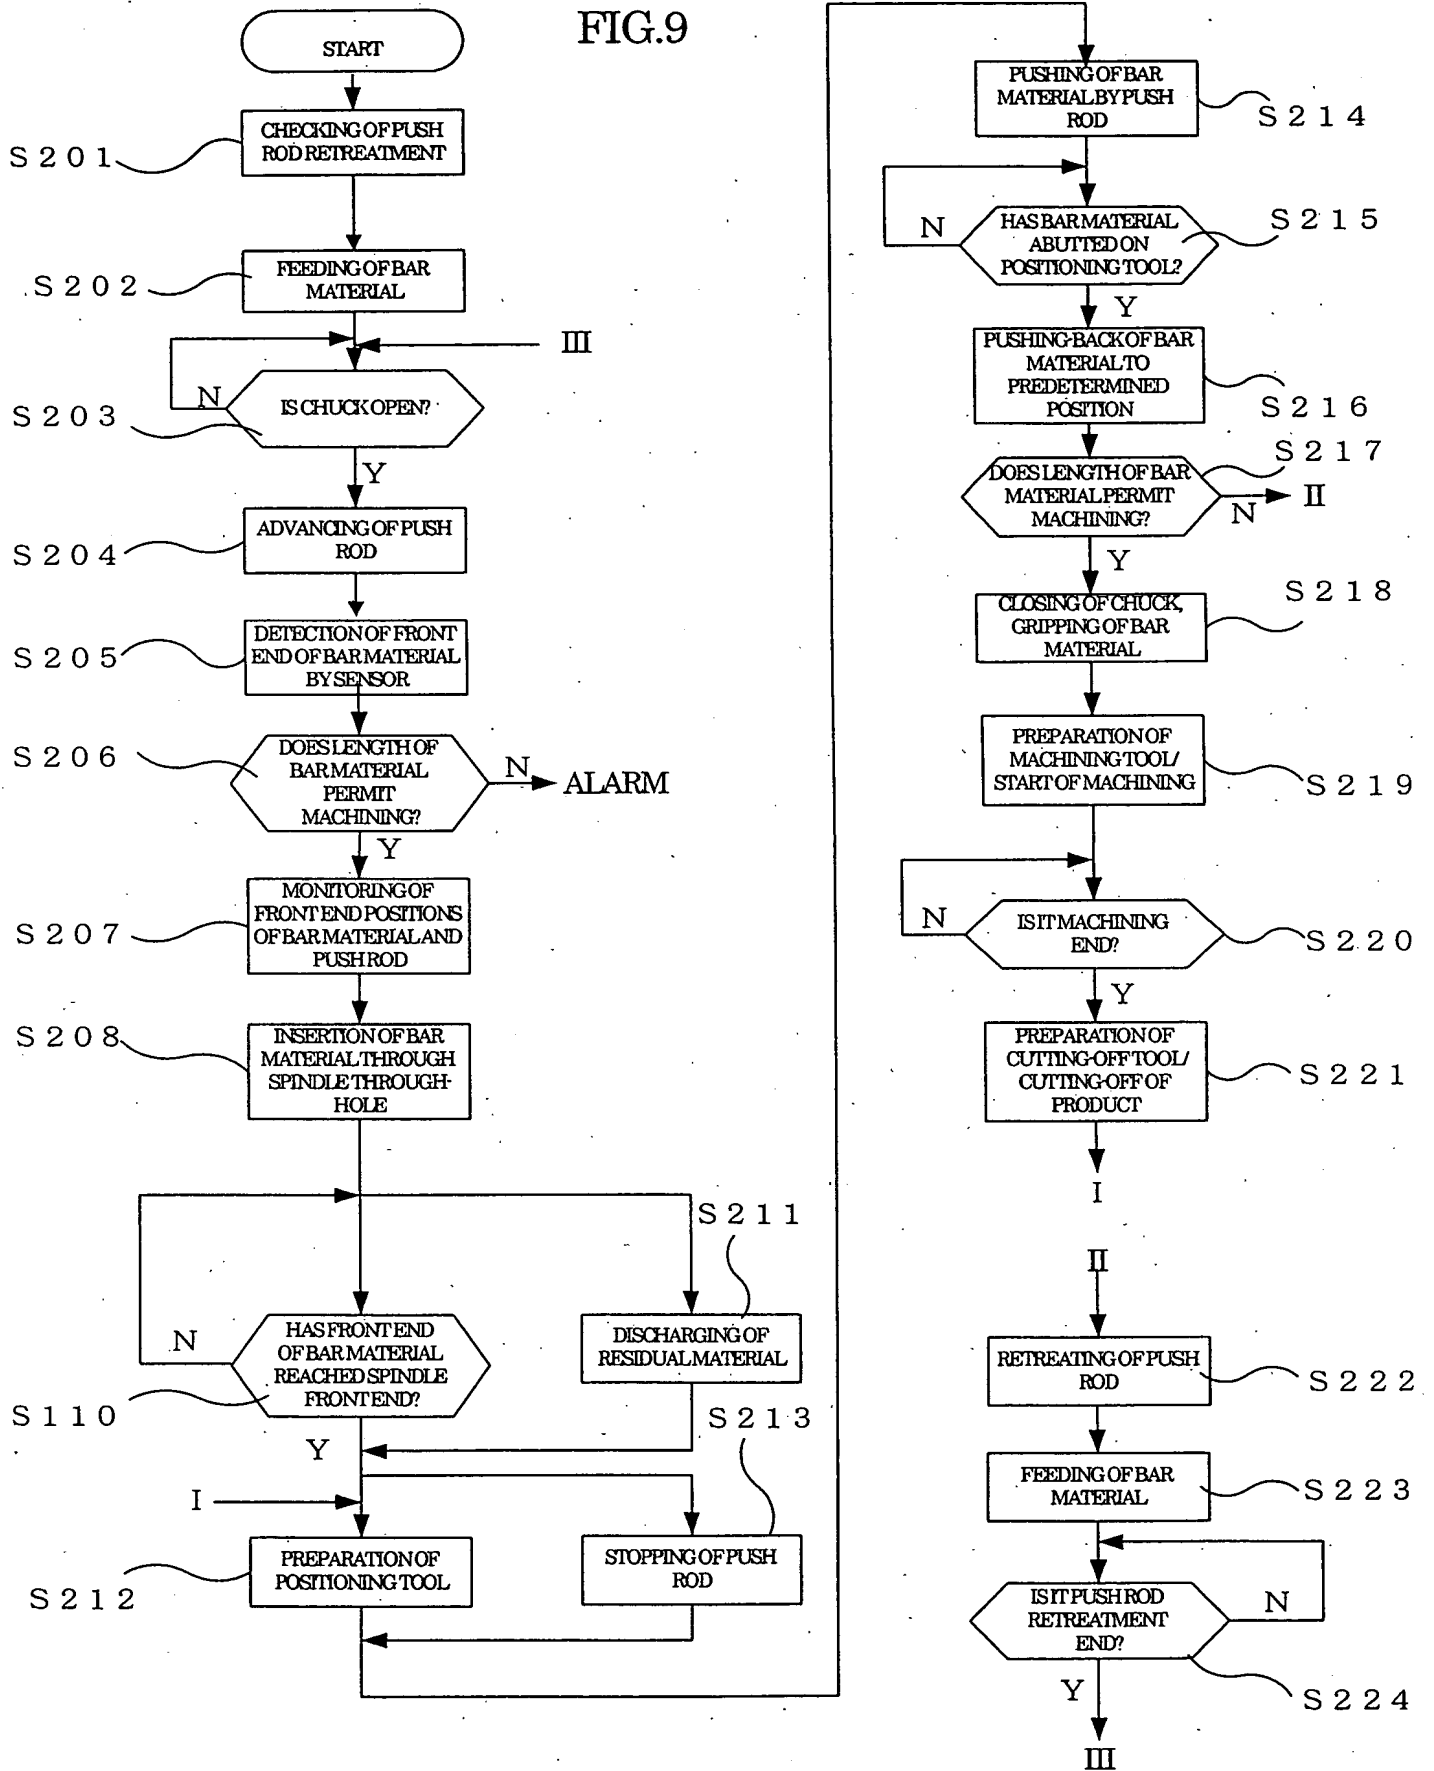 FIG.9
START
S201
CHECKING OF PUSH
ROD RETREATMENT
S202
FEEDING OF BAR
MATERIAL
III
N
S203
IS CHUCK OPEN?
Y
S204
ADVANCING OF PUSH
ROD
S205
DETECTION OF FRONT
END OF BAR MATERIAL
BY SENSOR
S206
DOES LENGTH OF
BAR MATERIAL
PERMIT
MACHINING?
N
ALARM
Y
S207
MONITORING OF
FRONT END POSITIONS
OF BAR MATERIAL AND
PUSH ROD
S208
INSERTION OF BAR
MATERIAL THROUGH
SPINDLE THROUGH-
HOLE
S211
N
HAS FRONT END
OF BAR MATERIAL
REACHED SPINDLE
FRONT END?
DISCHARGING OF
RESIDUAL MATERIAL
S110
S213
Y
I
S212
PREPARATION OF
POSITIONING TOOL
STOPPING OF PUSH
ROD
PUSHING OF BAR
MATERIAL BY PUSH
ROD
S214
N
HAS BAR MATERIAL
ABUTTED ON
POSITIONING TOOL?
S215
Y
PUSHING-BACK OF BAR
MATERIAL TO
PREDETERMINED
POSITION
S216
S217
DOES LENGTH OF BAR
MATERIAL PERMIT
MACHINING?
N
II
Y
S218
CLOSING OF CHUCK,
GRIPPING OF BAR
MATERIAL
PREPARATION OF
MACHINING TOOL/
START OF MACHINING
S219
N
IS IT MACHINING
END?
S220
Y
PREPARATION OF
CUTTING-OFF TOOL/
CUTTING-OFF OF
PRODUCT
S221
I
II
RETREATING OF PUSH
ROD
S222
FEEDING OF BAR
MATERIAL
S223
IS IT PUSH ROD
RETREATMENT
END?
N
S224
Y
III